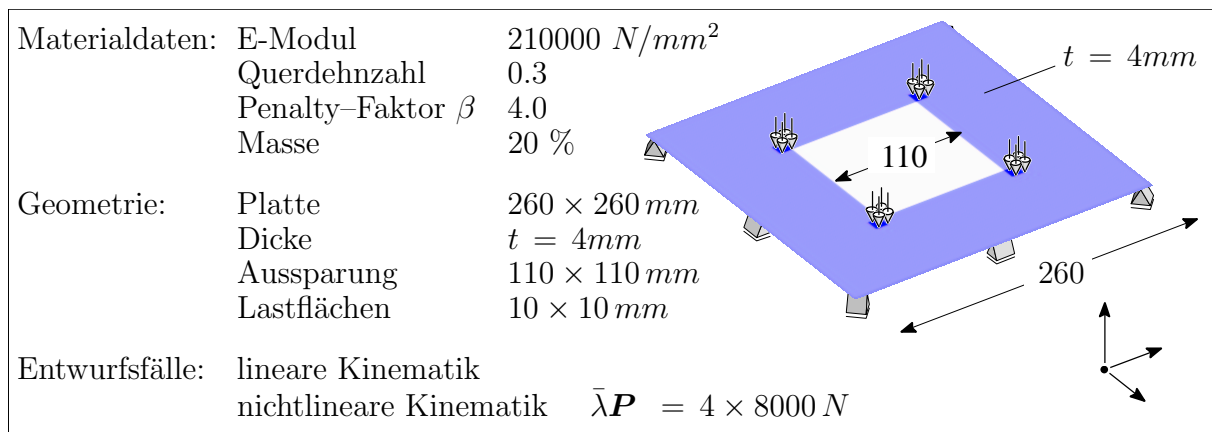 Materialdaten: E-Modul 210000 N/mm²
Querdehnzahl 0.3
Penalty–Faktor β 4.0
Masse 20 %
Geometrie: Platte 260 × 260 mm
Dicke t = 4mm
Aussparung 110 × 110 mm
Lastflächen 10 × 10 mm
Entwurfsfälle: lineare Kinematik
nichtlineare Kinematik λ̄P = 4 × 8000 N
t = 4mm
110
260